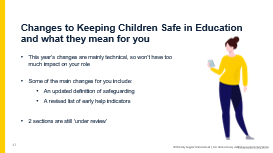 Changes to Keeping Children Safe in Education
and what they mean for you
• This year's changes are mainly technical, so won't have too
much impact on your role
• Some of the main changes for you include:
• An updated definition of safeguarding
• A revised list of early help indicators
• 2 sections are still 'under review'